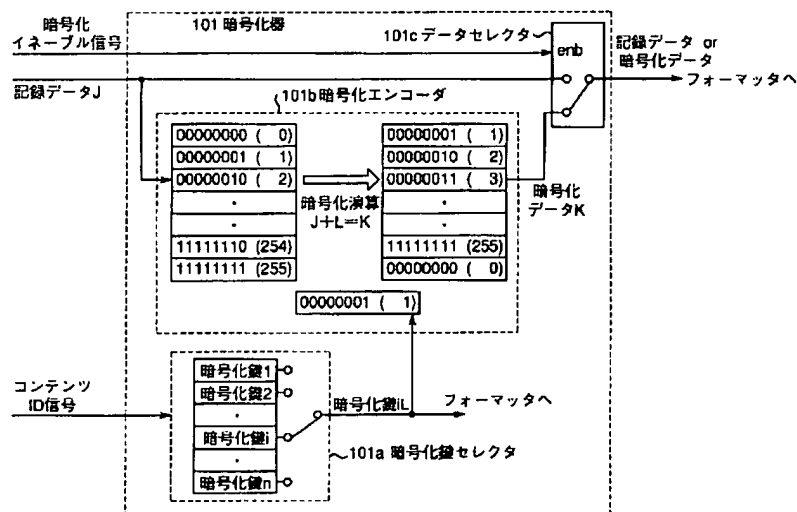 101 暗号化器
暗号化
イネーブル信号
101c データセレクタ
enb
記録データ or
暗号化データ
フォーマッタへ
記録データJ
101b 暗号化エンコーダ
00000000 ( 0)
00000001 ( 1)
00000010 ( 2)
・
・
11111110 (254)
11111111 (255)
暗号化演算
J+L=K
00000001 ( 1)
00000010 ( 2)
00000011 ( 3)
・
・
11111111 (255)
00000000 ( 0)
暗号化
データK
00000001 ( 1)
コンテンツ
ID信号
暗号化鍵1
暗号化鍵2
・
暗号化鍵i
・
暗号化鍵n
暗号化鍵iL
フォーマッタへ
101a 暗号化鍵セレクタ